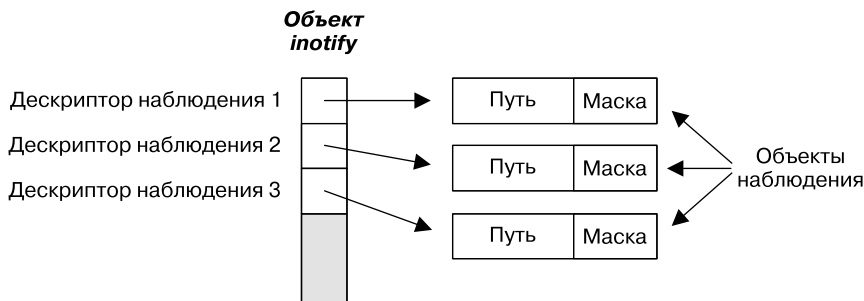 Объект
inotify
Дескриптор наблюдения 1
Путь
Маска
Дескриптор наблюдения 2
Путь
Маска
Объекты
наблюдения
Дескриптор наблюдения 3
Путь
Маска